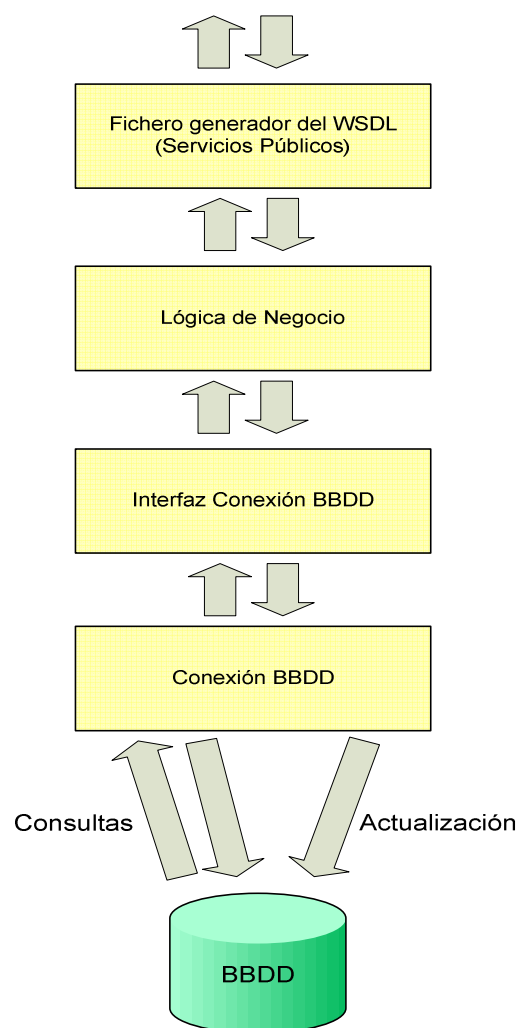 Fichero generador del WSDL
(Servicios Públicos)
Lógica de Negocio
Interfaz Conexión BBDD
Conexión BBDD
Consultas
Actualización
BBDD